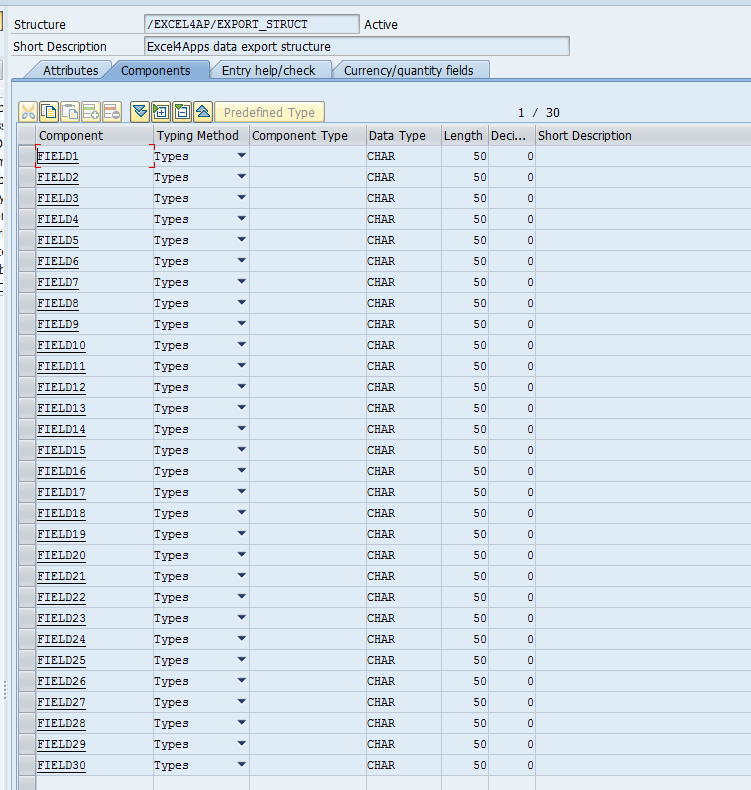 Structure /EXCEL4AP/EXPORT_STRUCT Active
Short Description Excel4Apps data export structure
Attributes Components Entry help/check Currency/quantity fields
Predefined Type 1 / 30
Component Typing Method Component Type Data Type Length Deci... Short Description
FIELD1 Types CHAR 50 0
FIELD2 Types CHAR 50 0
FIELD3 Types CHAR 50 0
FIELD4 Types CHAR 50 0
FIELD5 Types CHAR 50 0
FIELD6 Types CHAR 50 0
FIELD7 Types CHAR 50 0
FIELD8 Types CHAR 50 0
FIELD9 Types CHAR 50 0
FIELD10 Types CHAR 50 0
FIELD11 Types CHAR 50 0
FIELD12 Types CHAR 50 0
FIELD13 Types CHAR 50 0
FIELD14 Types CHAR 50 0
FIELD15 Types CHAR 50 0
FIELD16 Types CHAR 50 0
FIELD17 Types CHAR 50 0
FIELD18 Types CHAR 50 0
FIELD19 Types CHAR 50 0
FIELD20 Types CHAR 50 0
FIELD21 Types CHAR 50 0
FIELD22 Types CHAR 50 0
FIELD23 Types CHAR 50 0
FIELD24 Types CHAR 50 0
FIELD25 Types CHAR 50 0
FIELD26 Types CHAR 50 0
FIELD27 Types CHAR 50 0
FIELD28 Types CHAR 50 0
FIELD29 Types CHAR 50 0
FIELD30 Types CHAR 50 0